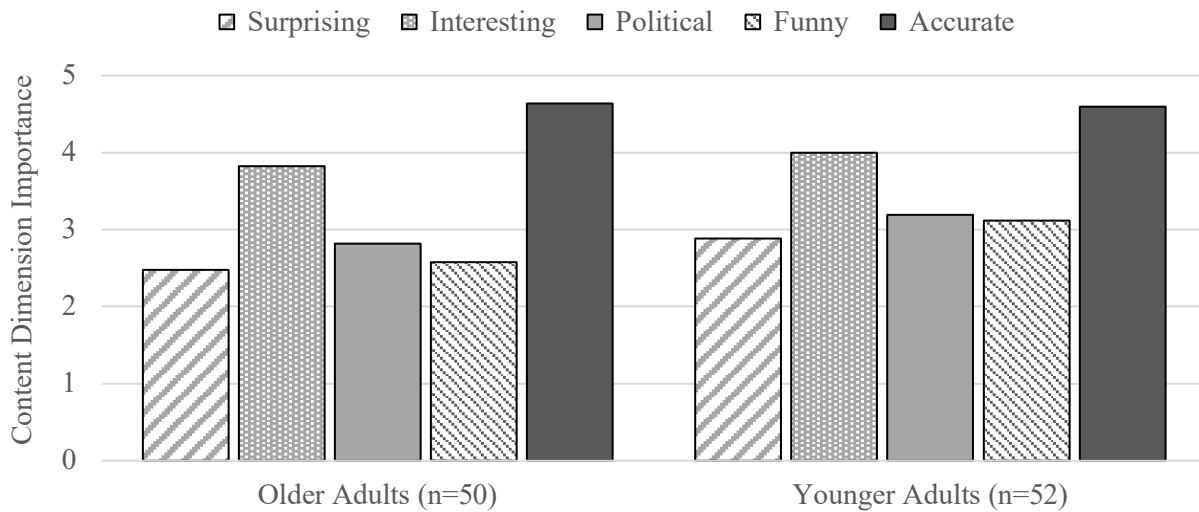 Surprising Interesting Political Funny Accurate
Content Dimension Importance
5
4
3
2
1
0
Older Adults (n=50) Younger Adults (n=52)